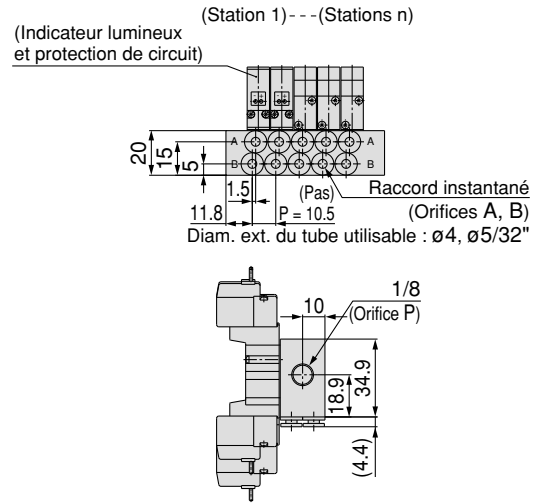 (Station 1)---(Stations n)
(Indicateur lumineux
et protection de circuit)
A
A
B
B
20
15
5
1.5
(Pas)
Raccord instantané
11.8
P = 10.5
(Orifices A, B)
Diam. ext. du tube utilisable : ø4, ø5/32"
10
1/8
(Orifice P)
18.9
34.9
(4.4)